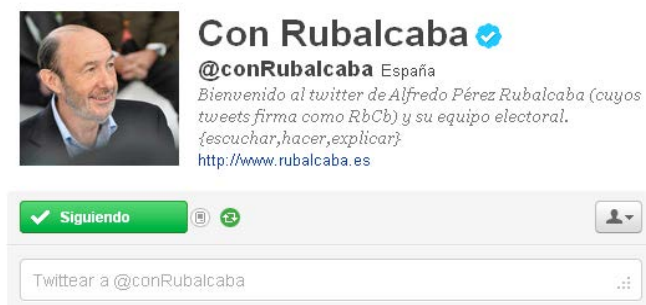 Con Rubalcaba
@conRubalcaba España
Bienvenido al twitter de Alfredo Pérez Rubalcaba (cuyos
tweets firma como RbCb) y su equipo electoral.
{escuchar,hacer,explicar}
http://www.rubalcaba.es
Siguiendo
Twittear a @conRubalcaba